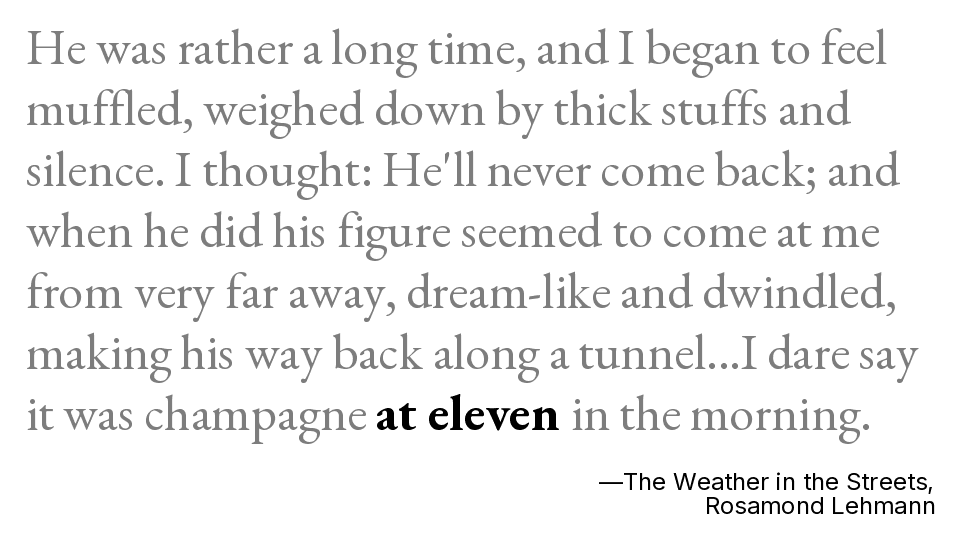 He was rather a long time, and I began to feel
muffled, weighed down by thick stuffs and
silence. I thought: He'll never come back; and
when he did his figure seemed to come at me
from very far away, dream-like and dwindled,
making his way back along a tunnel...I dare say
it was champagne at eleven in the morning.
—The Weather in the Streets,
Rosamond Lehmann